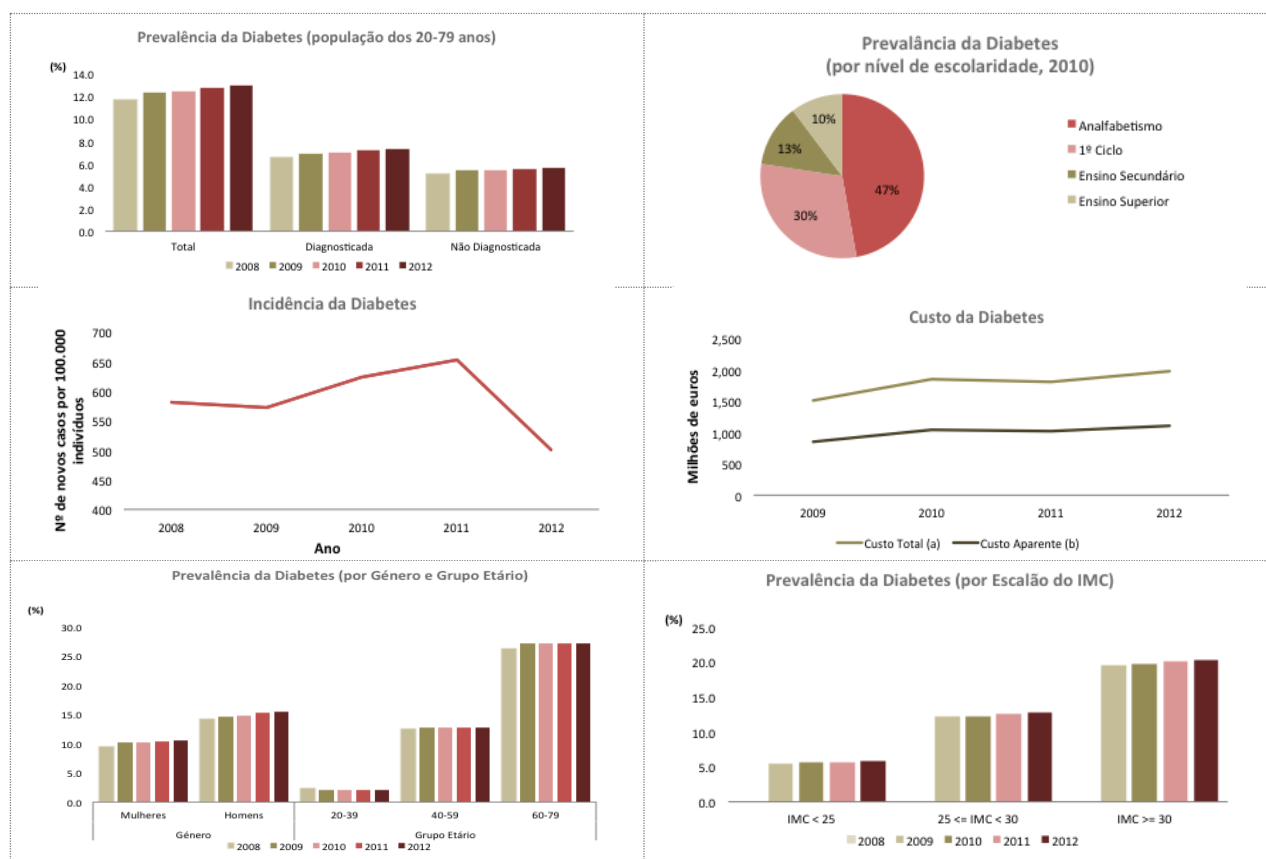 Prevalência da Diabetes (população dos 20-79 anos)
(%)
14.0
12.0
10.0
8.0
6.0
4.0
2.0
0.0
Total Diagnosticada Não Diagnosticada
2008 2009 2010 2011 2012
Prevalância da Diabetes
(por nível de escolaridade, 2010)
10%
13%
47%
30%
Analfabetismo
1º Ciclo
Ensino Secundário
Ensino Superior
Incidência da Diabetes
Nº de novos casos por 100.000
indivíduos
700
650
600
550
500
450
400
2008 2009 2010 2011 2012
Ano
Custo da Diabetes
Milhões de euros
2,500
2,000
1,500
1,000
500
0
2009 2010 2011 2012
Custo Total (a) Custo Aparente (b)
Prevalência da Diabetes (por Género e Grupo Etário)
(%)
30.0
25.0
20.0
15.0
10.0
5.0
0.0
Mulheres Homens 20-39 40-59 60-79
Género Grupo Etário
2008 2009 2010 2011 2012
Prevalência da Diabetes (por Escalão do IMC)
(%)
25.0
20.0
15.0
10.0
5.0
0.0
IMC < 25 25 <= IMC < 30 IMC >= 30
2008 2009 2010 2011 2012